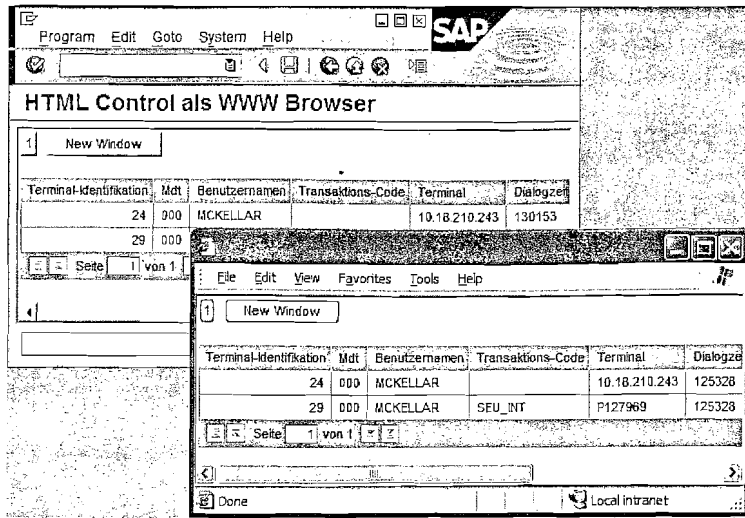 Program Edit Goto System Help
SAP
HTML Control als WWW Browser
1 New Window
Terminal-Identifikation Mdt Benutzernamen Transaktions-Code Terminal Dialogzeit
24 000 MCKELLAR 10.18.210.243 130153
29 000
Seite 1 von 1
File Edit View Favorites Tools Help
1 New Window
Terminal-Identifikation Mdt Benutzernamen Transaktions-Code Terminal Dialogze
24 000 MCKELLAR 10.18.210.243 125328
29 000 MCKELLAR SEU_INT P127969 125328
Seite 1 von 1
Done Local intranet